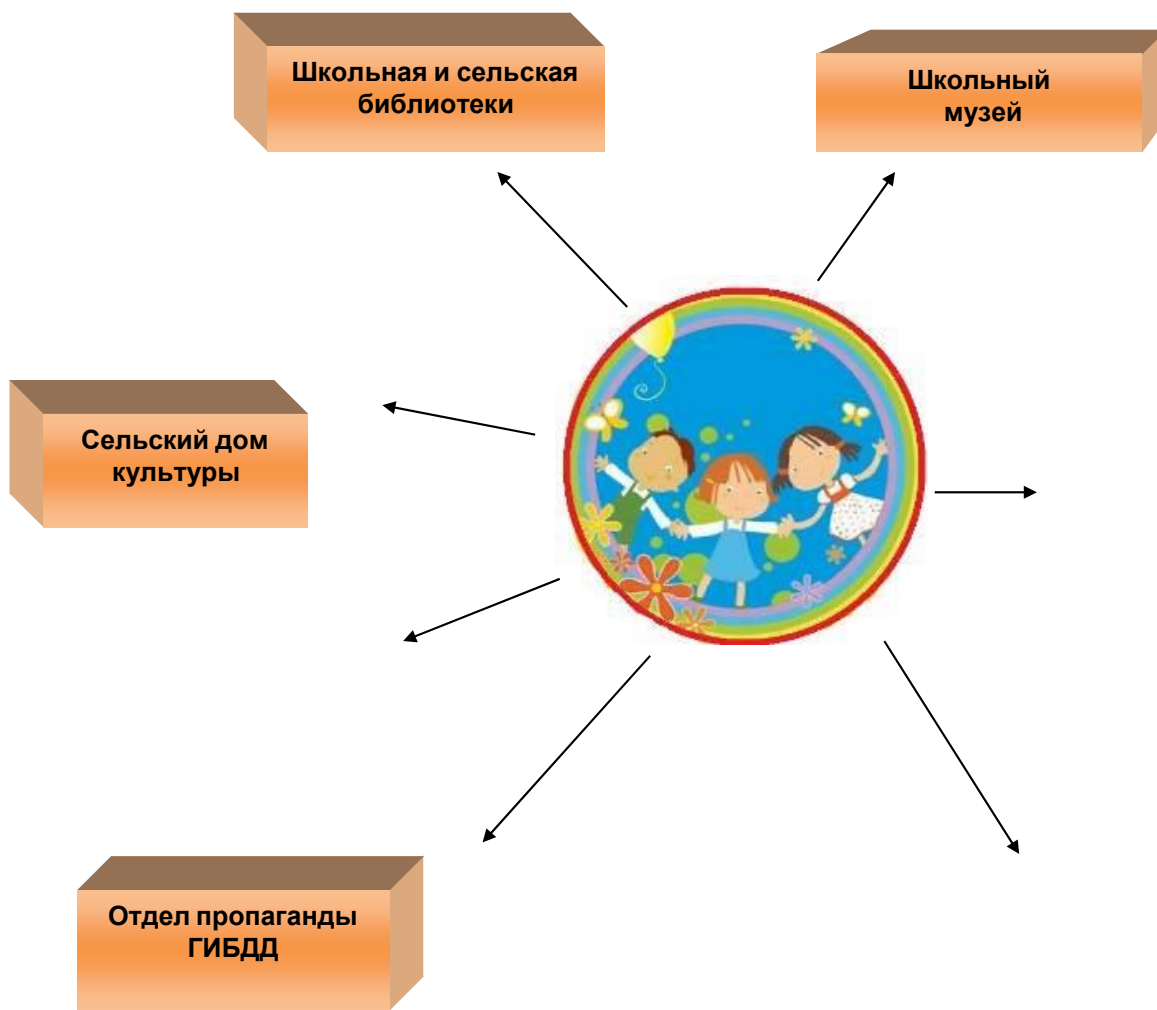 Школьная и сельская
библиотеки
Школьный
музей
Сельский дом
культуры
Отдел пропаганды
ГИБДД